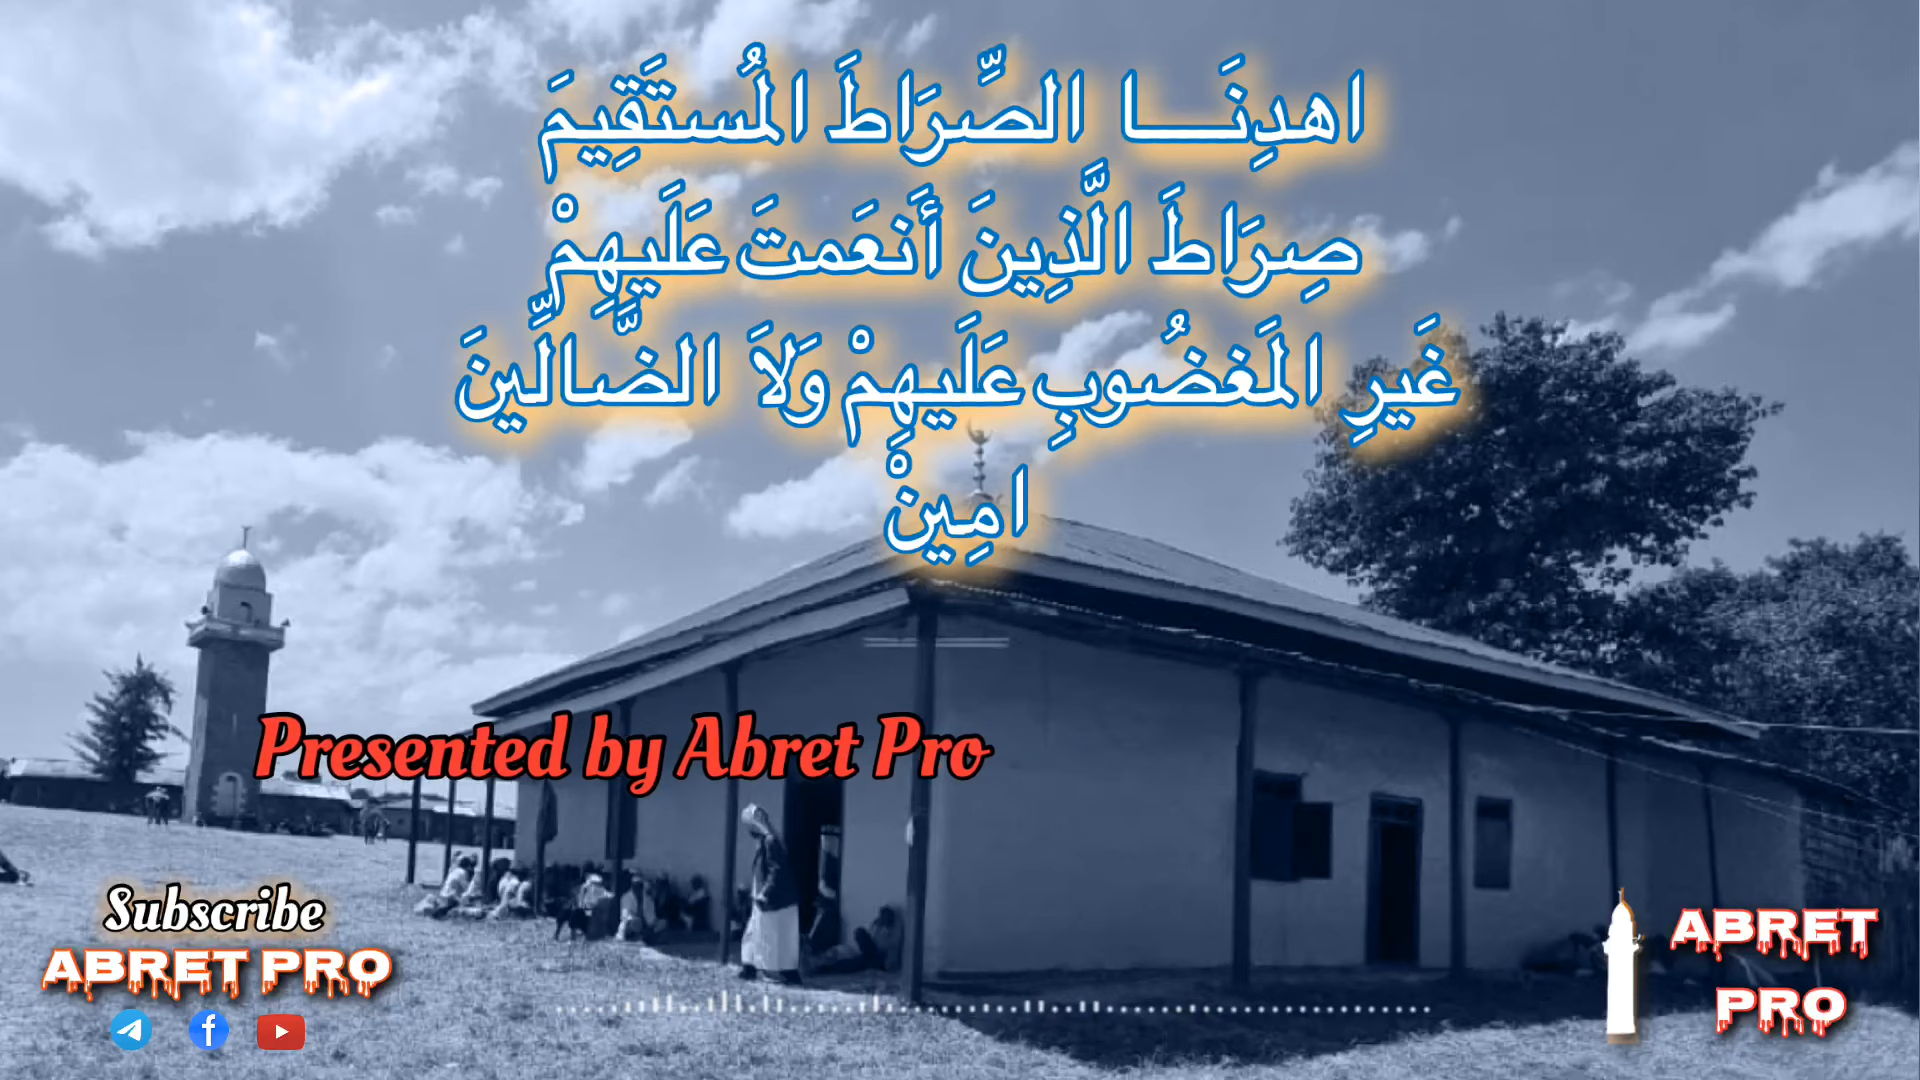 اهدِنَـــا الصِّرَاطَ المُستَقِيمَ
صِرَاطَ الَّذِينَ أَنعَمتَ عَلَيهِمْ
غَيرِ المَغضُوبِ عَلَيهِمْ وَلاَ الضَّالِّينَ
امِينْ
Presented by Abret Pro
Subscribe
ABRET PRO
ABRET
PRO